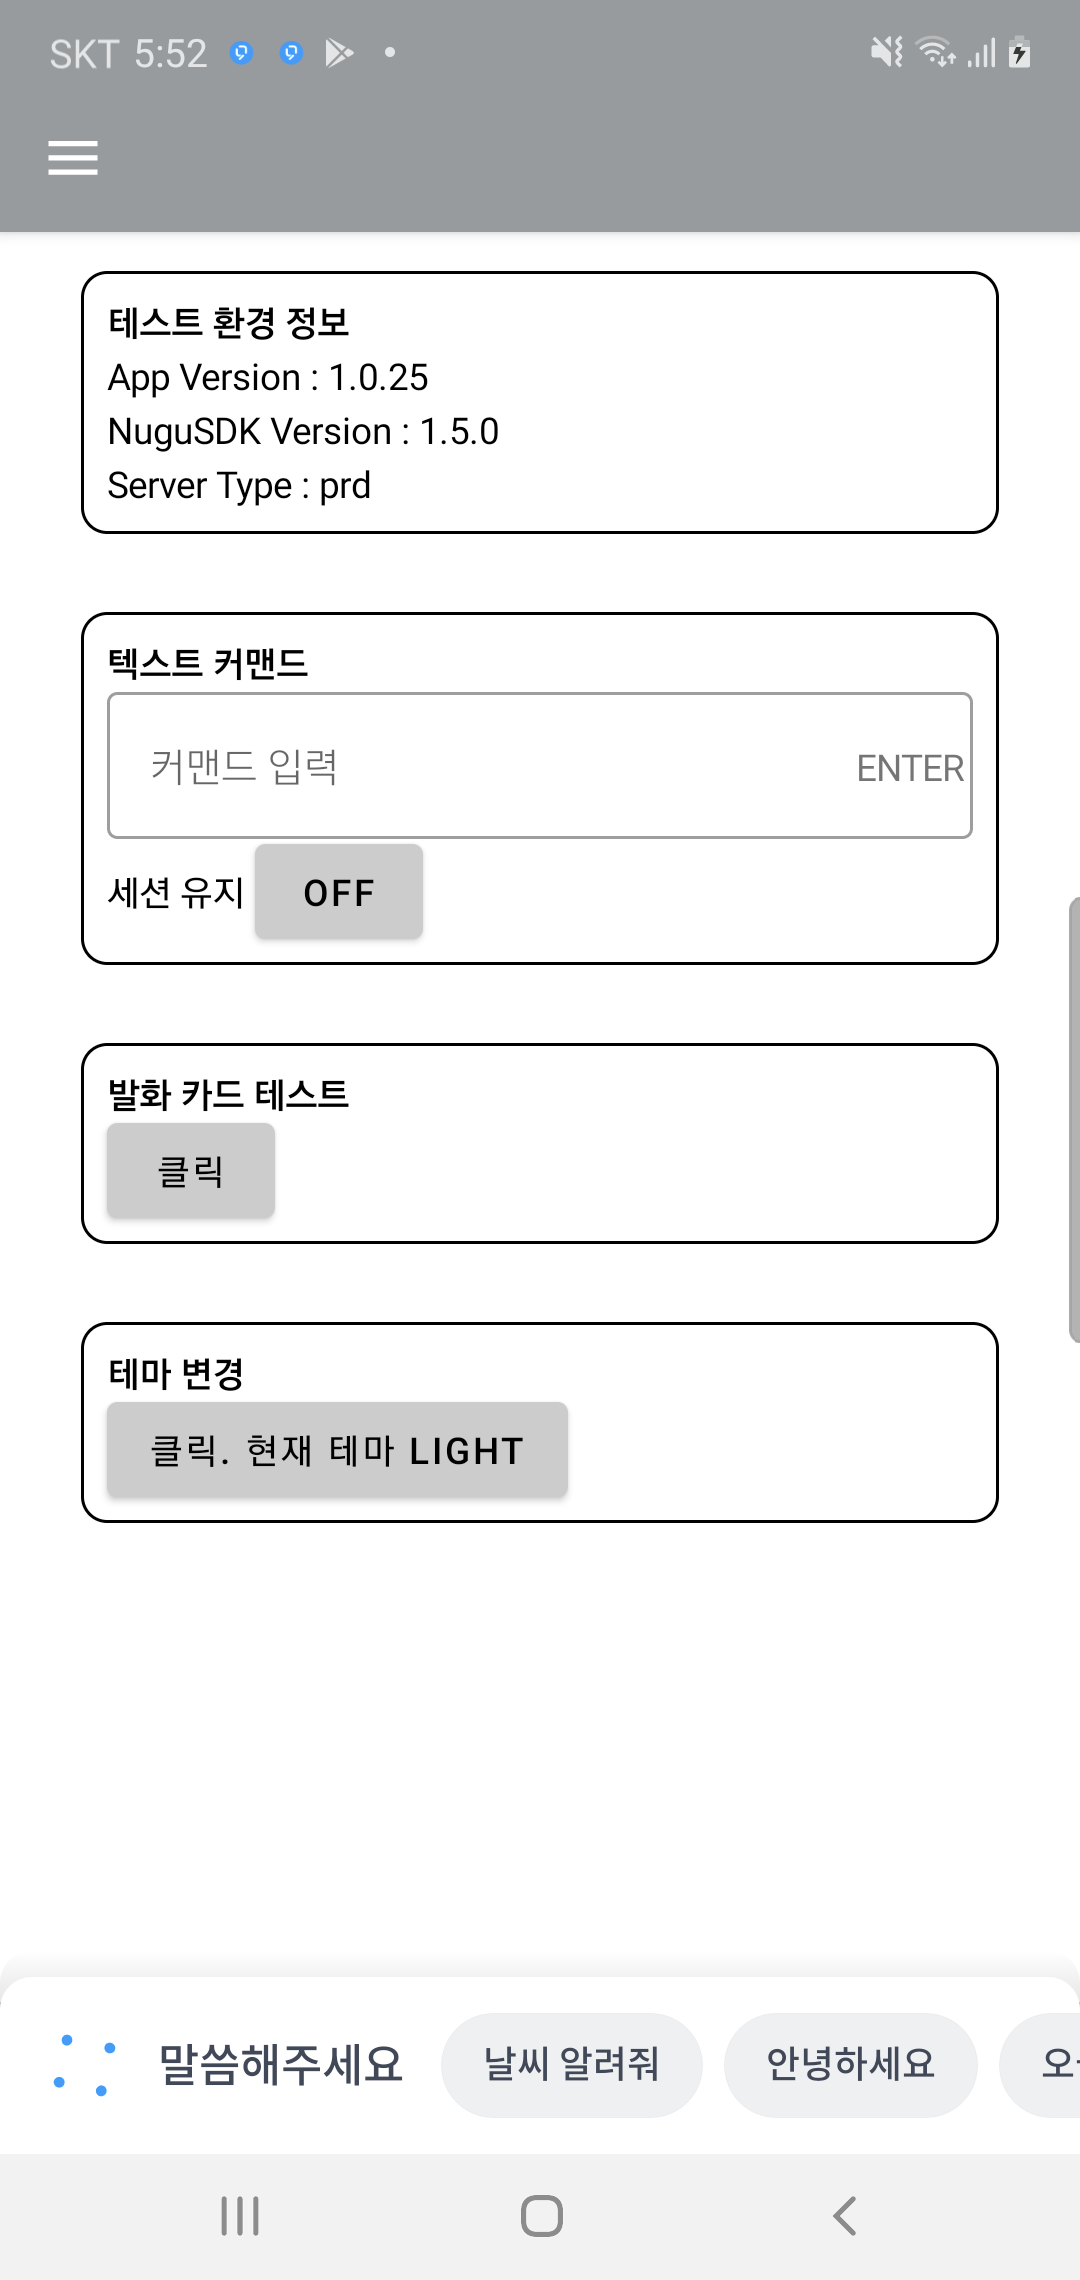 SKT 5:52
테스트 환경 정보
App Version : 1.0.25
NuguSDK Version : 1.5.0
Server Type : prd
텍스트 커맨드
커맨드 입력 ENTER
세션 유지 OFF
발화 카드 테스트
클릭
테마 변경
클릭. 현재 테마 LIGHT
말씀해주세요 날씨 알려줘 안녕하세요